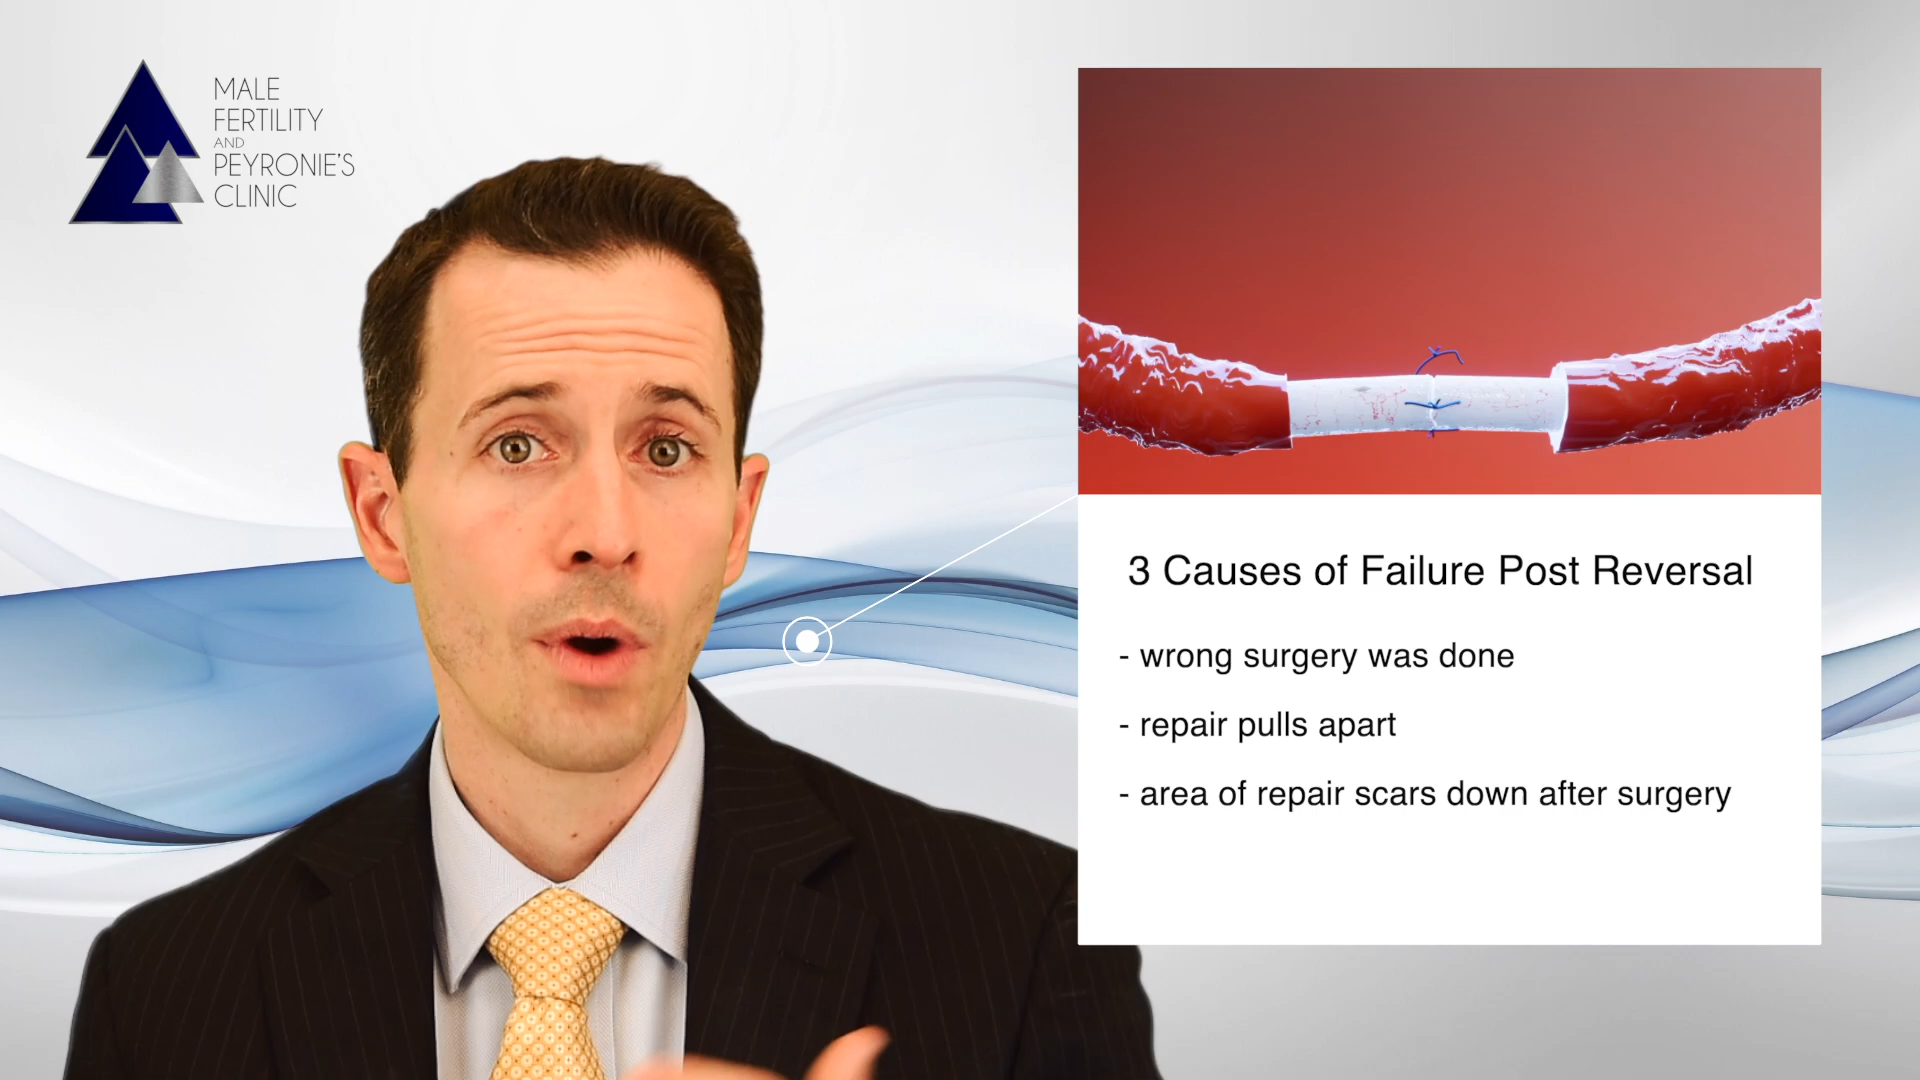 MALE
FERTILITY
AND
PEYRONIE'S
CLINIC
3 Causes of Failure Post Reversal
- wrong surgery was done
- repair pulls apart
- area of repair scars down after surgery